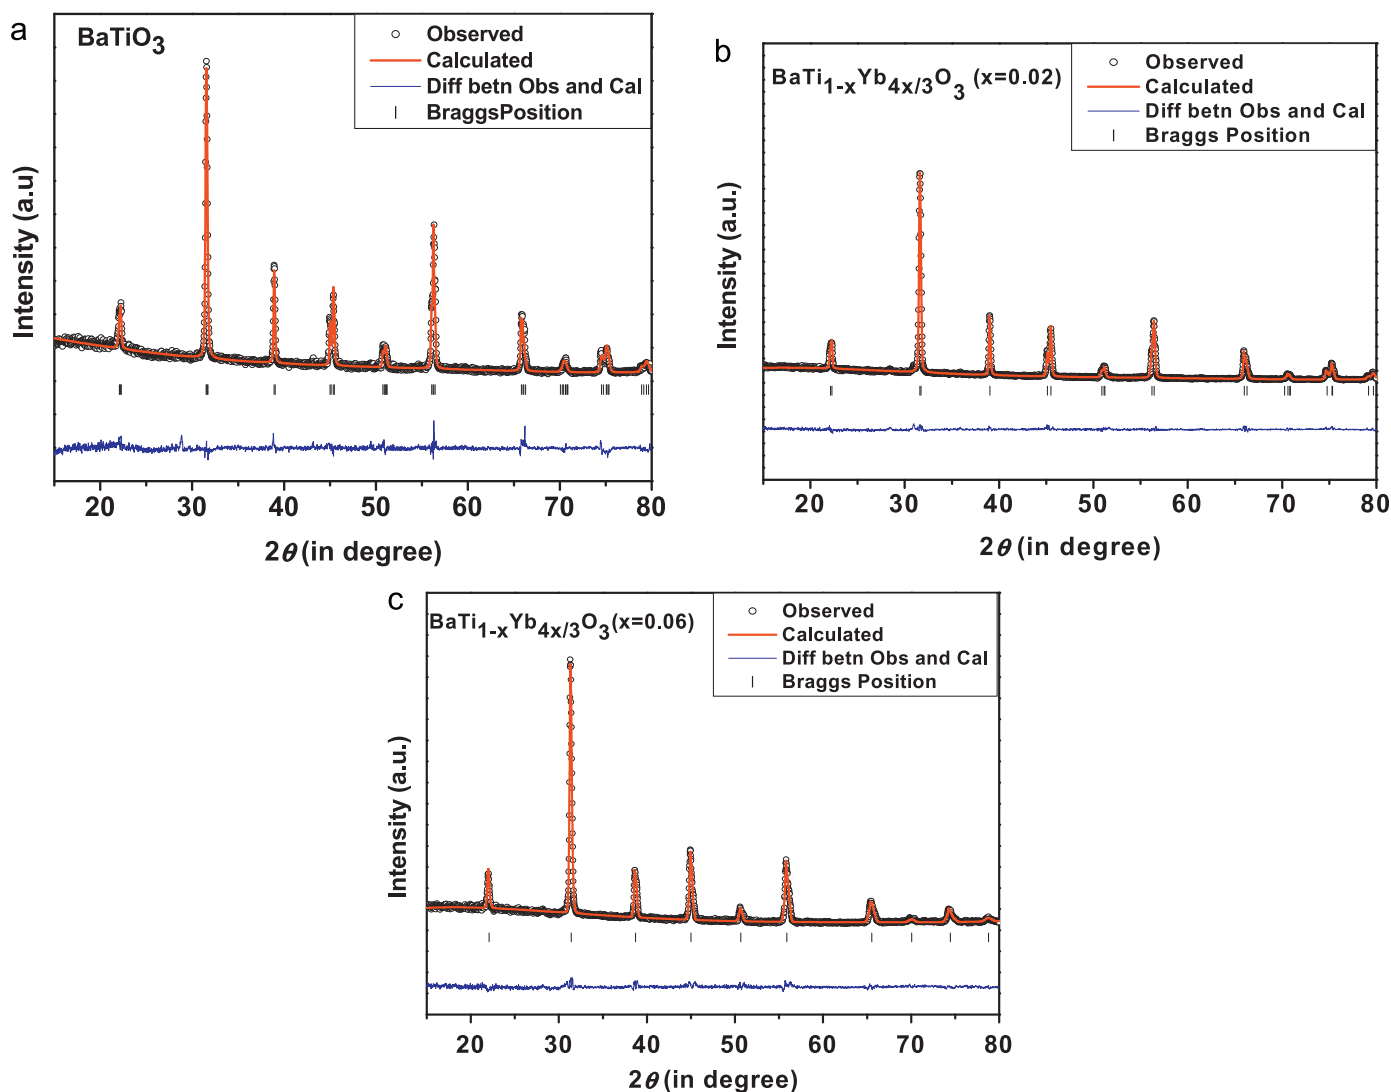 a
BaTiO3
Observed
Calculated
Diff betn Obs and Cal
BraggsPosition
Intensity (a.u)
20 30 40 50 60 70 80
2θ (in degree)
b
BaTi1-xYb4x/3O3 (x=0.02)
Observed
Calculated
Diff betn Obs and Cal
Braggs Position
Intensity (a.u.)
20 30 40 50 60 70 80
2θ (in degree)
c
BaTi1-xYb4x/3O3(x=0.06)
Observed
Calculated
Diff betn Obs and Cal
Braggs Position
Intensity (a.u.)
20 30 40 50 60 70 80
2θ (in degree)